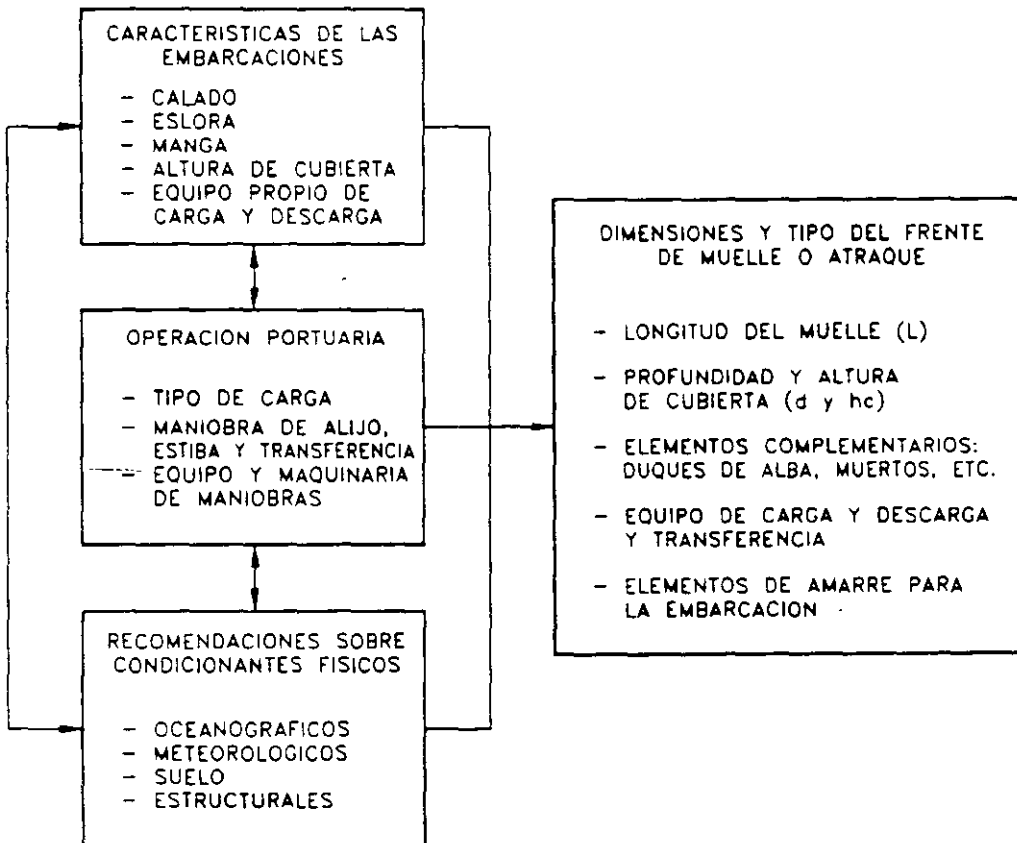 CARACTERISTICAS DE LAS
EMBARCACIONES
- CALADO
- ESLORA
- MANGA
- ALTURA DE CUBIERTA
- EQUIPO PROPIO DE
CARGA Y DESCARGA
OPERACION PORTUARIA
- TIPO DE CARGA
- MANIOBRA DE ALIJO,
ESTIBA Y TRANSFERENCIA
- EQUIPO Y MAQUINARIA
DE MANIOBRAS
RECOMENDACIONES SOBRE
CONDICIONANTES FISICOS
- OCEANOGRAFICOS
- METEOROLOGICOS
- SUELO
- ESTRUCTURALES
DIMENSIONES Y TIPO DEL FRENTE
DE MUELLE O ATRAQUE
- LONGITUD DEL MUELLE (L)
- PROFUNDIDAD Y ALTURA
DE CUBIERTA (d y hc)
- ELEMENTOS COMPLEMENTARIOS:
DUQUES DE ALBA, MUERTOS, ETC.
- EQUIPO DE CARGA Y DESCARGA
Y TRANSFERENCIA
- ELEMENTOS DE AMARRE PARA
LA EMBARCACION